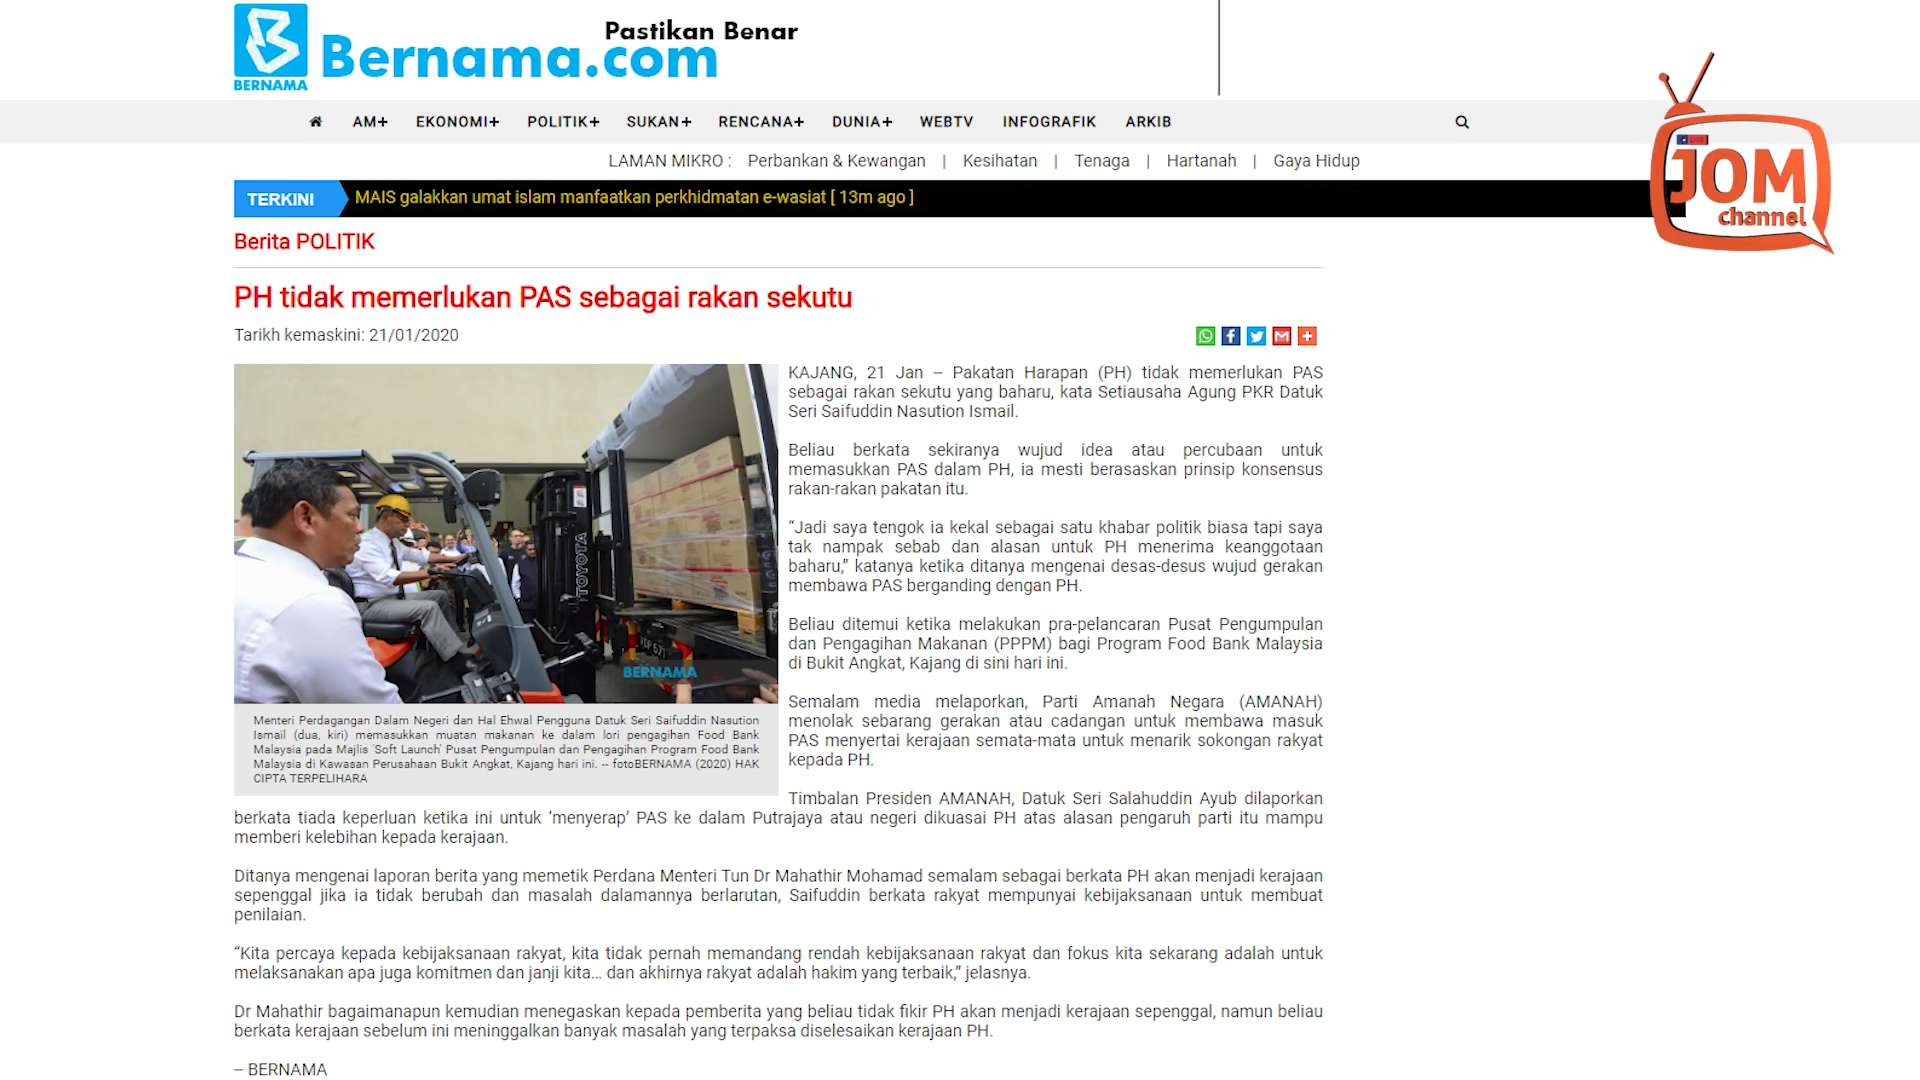 Pastikan Benar
Bernama.com
BERNAMA
AM+ EKONOMI+ POLITIK+ SUKAN+ RENCANA+ DUNIA+ WEBTV INFOGRAFIK ARKIB
LAMAN MIKRO : Perbankan & Kewangan | Kesihatan | Tenaga | Hartanah | Gaya Hidup
JOM
channel
TERKINI MAIS galakkan umat islam manfaatkan perkhidmatan e-wasiat [ 13m ago ]
Berita POLITIK
PH tidak memerlukan PAS sebagai rakan sekutu
Tarikh kemaskini: 21/01/2020
TOYOTA
BERNAMA
Menteri Perdagangan Dalam Negeri dan Hal Ehwal Pengguna Datuk Seri Saifuddin Nasution
Ismail (dua, kiri) memasukkan muatan makanan ke dalam lori pengagihan Food Bank
Malaysia pada Majlis 'Soft Launch' Pusat Pengumpulan dan Pengagihan Program Food Bank
Malaysia di Kawasan Perusahaan Bukit Angkat, Kajang hari ini. -- fotoBERNAMA (2020) HAK
CIPTA TERPELIHARA
KAJANG, 21 Jan -- Pakatan Harapan (PH) tidak memerlukan PAS
sebagai rakan sekutu yang baharu, kata Setiausaha Agung PKR Datuk
Seri Saifuddin Nasution Ismail.
Beliau berkata sekiranya wujud idea atau percubaan untuk
memasukkan PAS dalam PH, ia mesti berasaskan prinsip konsensus
rakan-rakan pakatan itu.
“Jadi saya tengok ia kekal sebagai satu khabar politik biasa tapi saya
tak nampak sebab dan alasan untuk PH menerima keanggotaan
baharu,” katanya ketika ditanya mengenai desas-desus wujud gerakan
membawa PAS berganding dengan PH.
Beliau ditemui ketika melakukan pra-pelancaran Pusat Pengumpulan
dan Pengagihan Makanan (PPPM) bagi Program Food Bank Malaysia
di Bukit Angkat, Kajang di sini hari ini.
Semalam media melaporkan, Parti Amanah Negara (AMANAH)
menolak sebarang gerakan atau cadangan untuk membawa masuk
PAS menyertai kerajaan semata-mata untuk menarik sokongan rakyat
kepada PH.
Timbalan Presiden AMANAH, Datuk Seri Salahuddin Ayub dilaporkan
berkata tiada keperluan ketika ini untuk ‘menyerap’ PAS ke dalam Putrajaya atau negeri dikuasai PH atas alasan pengaruh parti itu mampu
memberi kelebihan kepada kerajaan.
Ditanya mengenai laporan berita yang memetik Perdana Menteri Tun Dr Mahathir Mohamad semalam sebagai berkata PH akan menjadi kerajaan
sepenggal jika ia tidak berubah dan masalah dalamannya berlarutan, Saifuddin berkata rakyat mempunyai kebijaksanaan untuk membuat
penilaian.
“Kita percaya kepada kebijaksanaan rakyat, kita tidak pernah memandang rendah kebijaksanaan rakyat dan fokus kita sekarang adalah untuk
melaksanakan apa juga komitmen dan janji kita... dan akhirnya rakyat adalah hakim yang terbaik,” jelasnya.
Dr Mahathir bagaimanapun kemudian menegaskan kepada pemberita yang beliau tidak fikir PH akan menjadi kerajaan sepenggal, namun beliau
berkata kerajaan sebelum ini meninggalkan banyak masalah yang terpaksa diselesaikan kerajaan PH.
-- BERNAMA